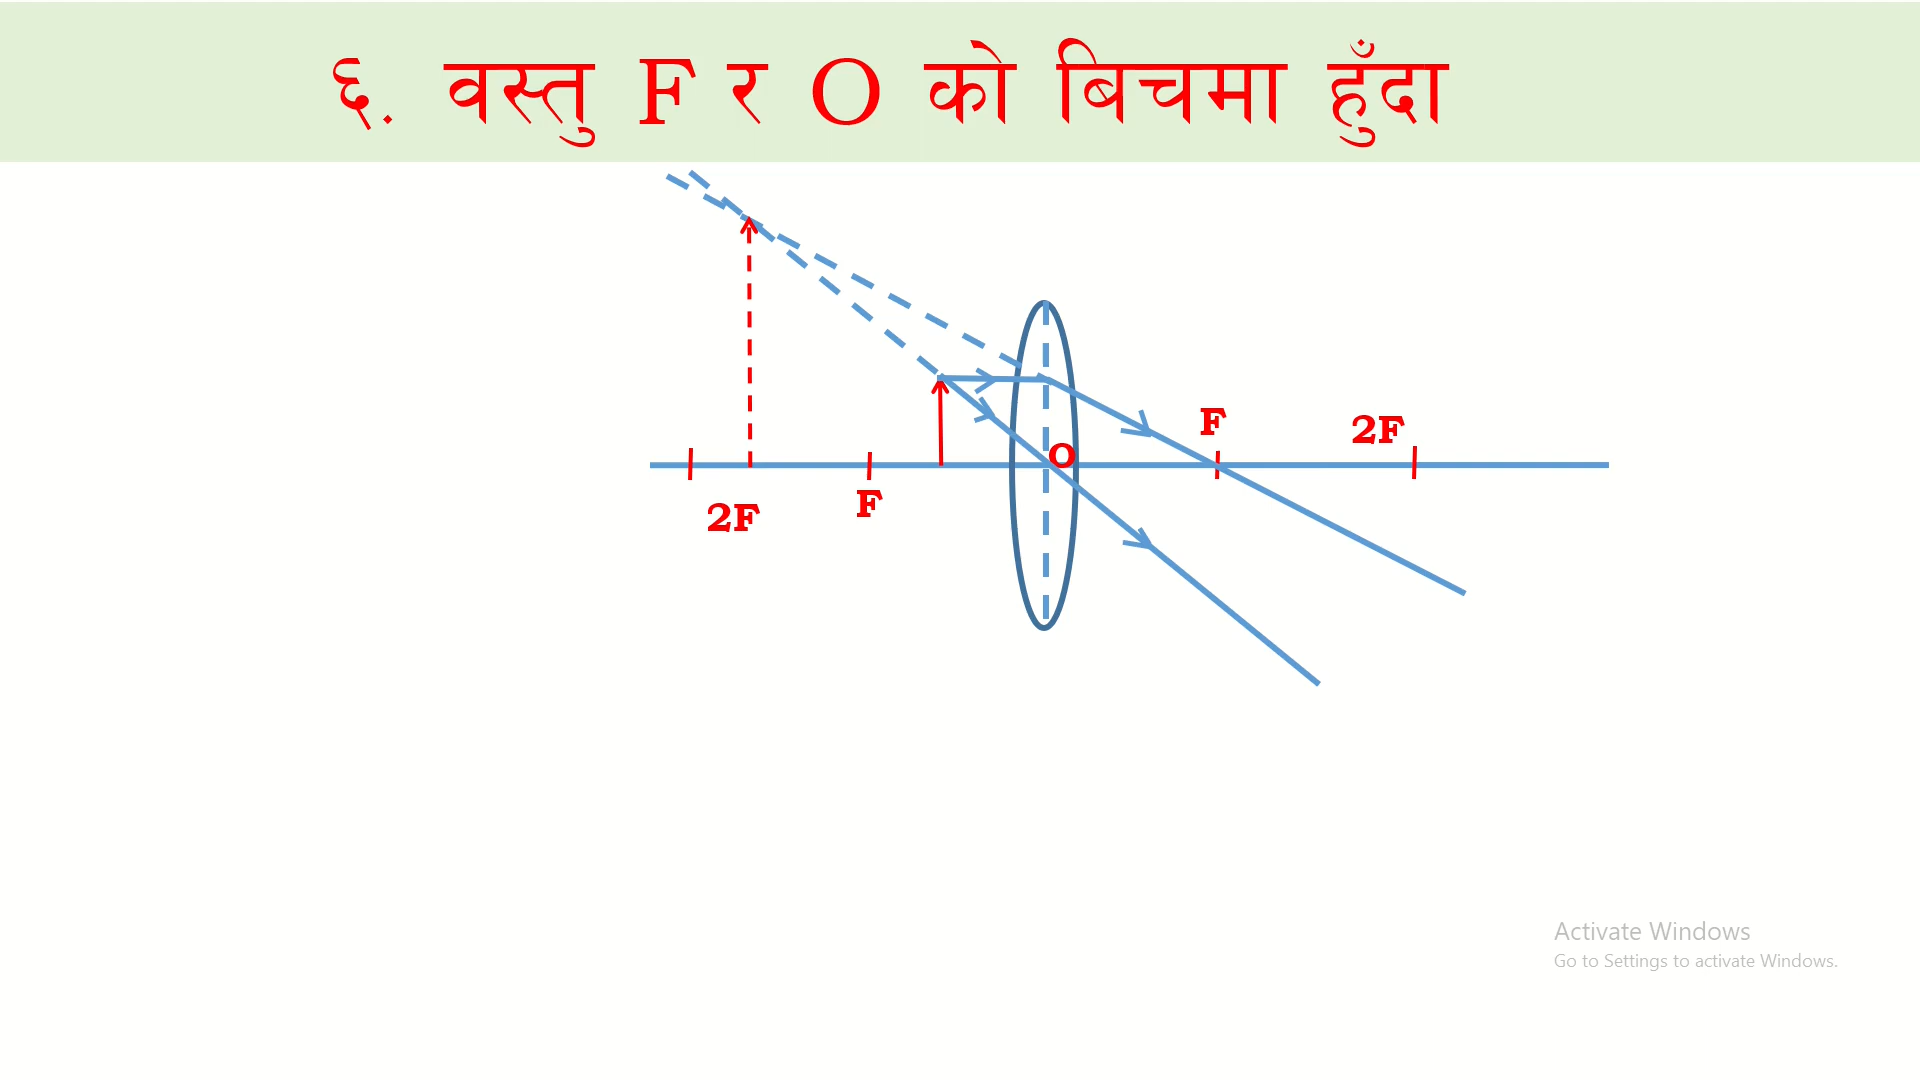 ६. वस्तु F र O को बिचमा हुँदा
F
2F
O
2F
F
Activate Windows
Go to Settings to activate Windows.